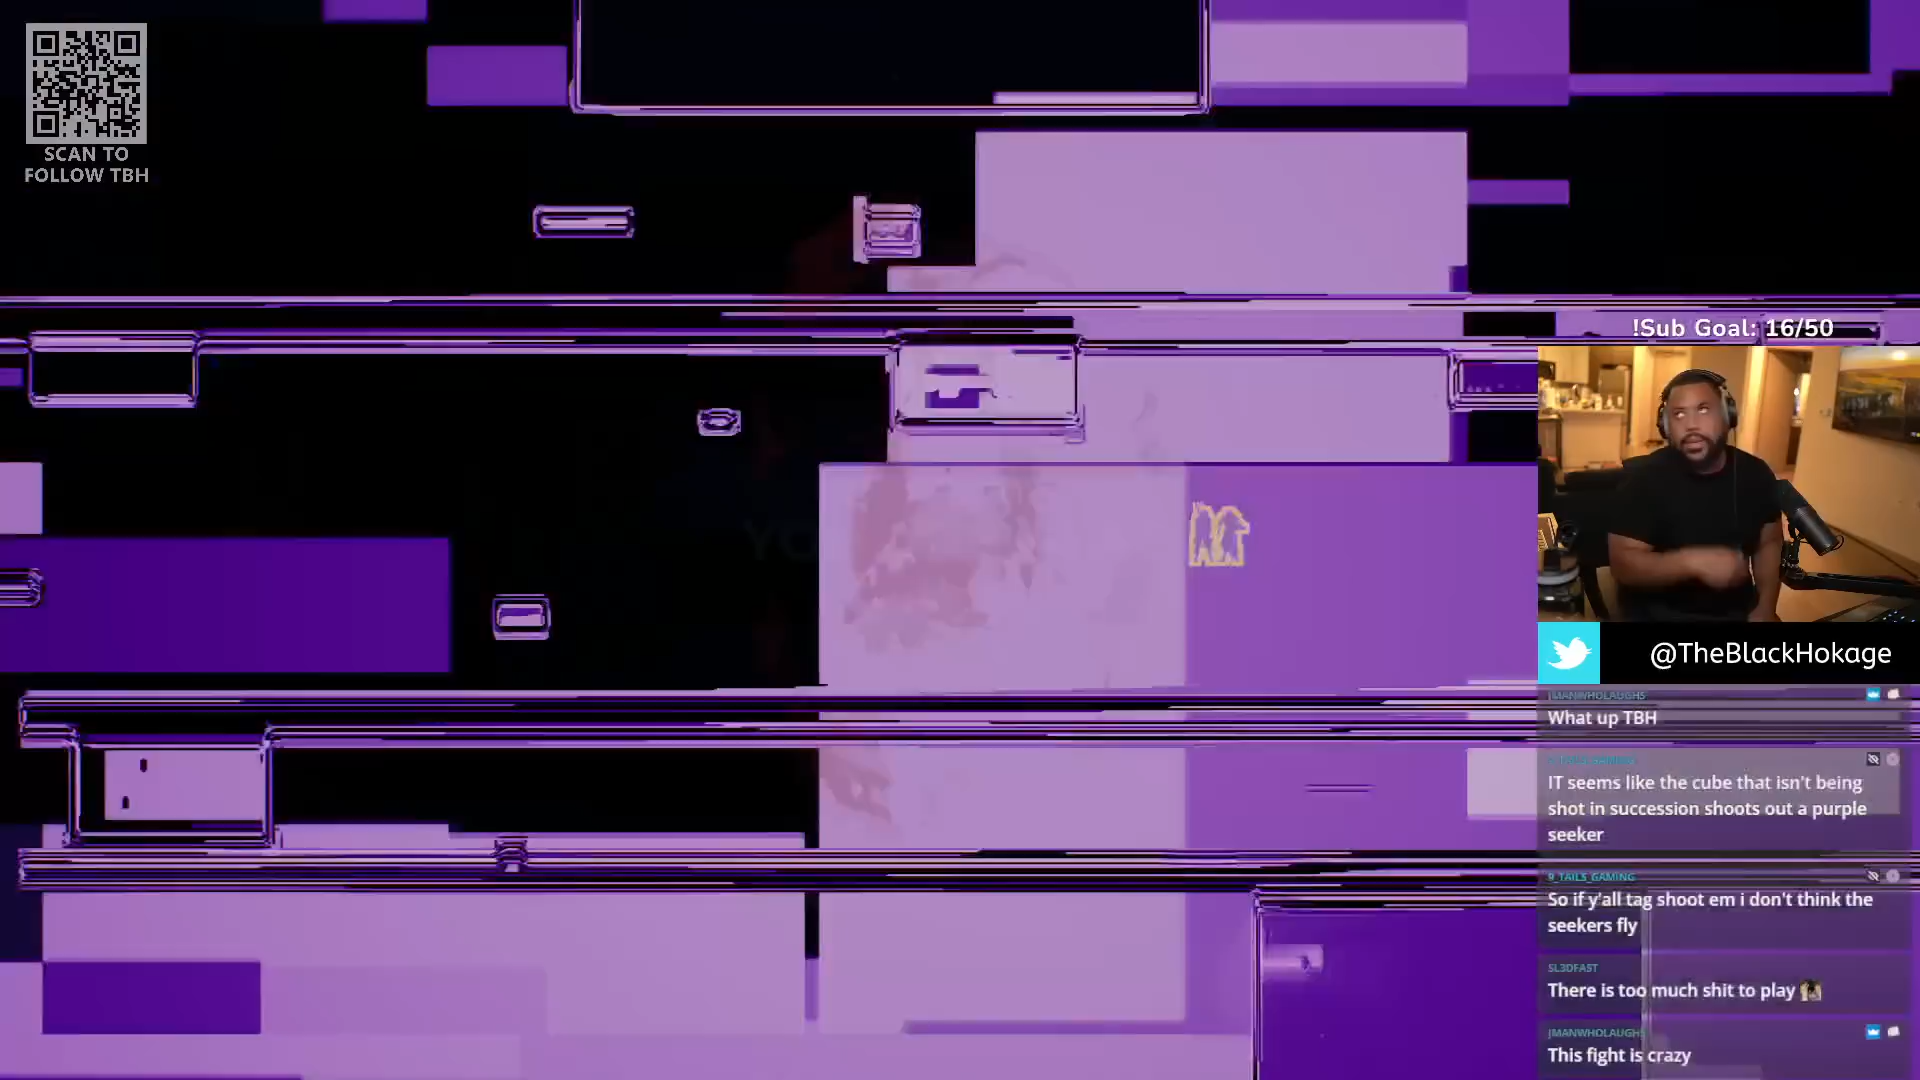 SCAN TO
FOLLOW TBH
!Sub Goal: 16/50
@TheBlackHokage
JMANWHOLAUGHS
What up TBH
IT seems like the cube that isn't being
shot in succession shoots out a purple
seeker
9_TAILS_GAMING
So if y'all tag shoot em i don't think the
seekers fly
SL3DFAST
There is too much shit to play
JMANWHOLAUGHS
This fight is crazy